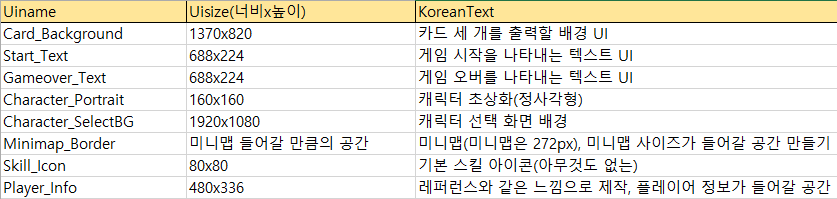 Uiname Uisize(너비x높이) KoreanText
Card_Background 1370x820 카드 세 개를 출력할 배경 UI
Start_Text 688x224 게임 시작을 나타내는 텍스트 UI
Gameover_Text 688x224 게임 오버를 나타내는 텍스트 UI
Character_Portrait 160x160 캐릭터 초상화(정사각형)
Character_SelectBG 1920x1080 캐릭터 선택 화면 배경
Minimap_Border 미니맵 들어갈 만큼의 공간 미니맵(미니맵은 272px), 미니맵 사이즈가 들어갈 공간 만들기
Skill_Icon 80x80 기본 스킬 아이콘(아무것도 없는)
Player_Info 480x336 레퍼런스와 같은 느낌으로 제작, 플레이어 정보가 들어갈 공간